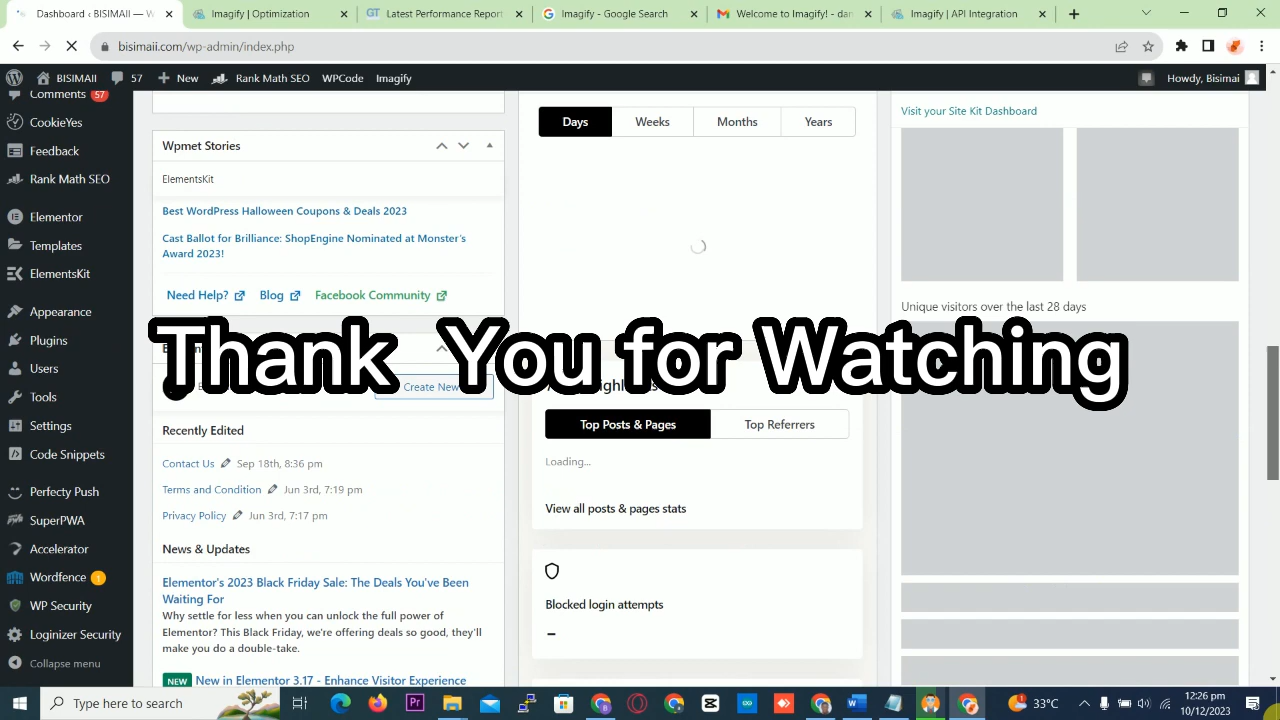 Dashboard ‹ BISIMAII — W
Imagify | Optimization
Latest Performance Report
Imagify - Google Search
Welcome to Imagify! - dan
Imagify | API Integration
bisimaii.com/wp-admin/index.php
BISIMAII
57
New
Rank Math SEO
WPCode
Imagify
Howdy, Bisimai
Comments 57
CookieYes
Feedback
Rank Math SEO
Elementor
Templates
ElementsKit
Appearance
Plugins
Users
Tools
Settings
Code Snippets
Perfecty Push
SuperPWA
Accelerator
Wordfence 1
WP Security
Loginizer Security
Collapse menu
Wpmet Stories
ElementsKit
Best WordPress Halloween Coupons & Deals 2023
Cast Ballot for Brilliance: ShopEngine Nominated at Monster's
Award 2023!
Need Help?
Blog
Facebook Community
Create New
Recently Edited
Contact Us Sep 18th, 8:36 pm
Terms and Condition Jun 3rd, 7:19 pm
Privacy Policy Jun 3rd, 7:17 pm
News & Updates
Elementor's 2023 Black Friday Sale: The Deals You've Been
Waiting For
Why settle for less when you can unlock the full power of
Elementor? This Black Friday, we're offering deals so good, they'll
make you do a double-take.
NEW New in Elementor 3.17 - Enhance Visitor Experience
Days
Weeks
Months
Years
Thank You for Watching
Top Posts & Pages
Top Referrers
Loading...
View all posts & pages stats
Blocked login attempts
–
Visit your Site Kit Dashboard
Unique visitors over the last 28 days
Type here to search
33°C
12:26 pm
10/12/2023